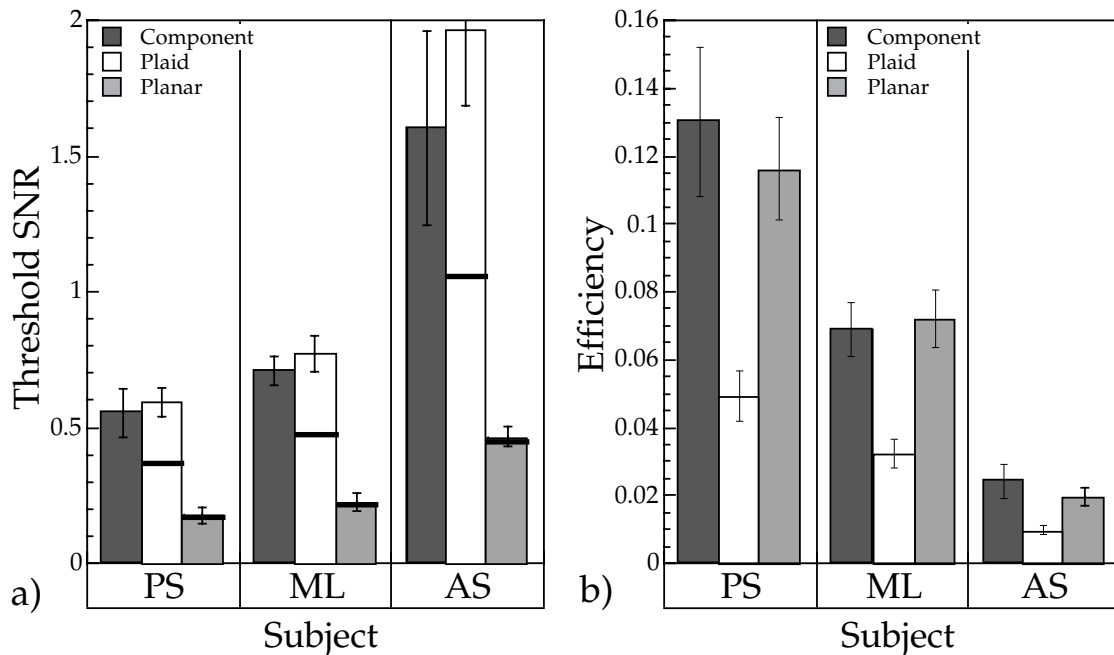 Threshold SNR
2
1.5
1
0.5
0
Component
Plaid
Planar
PS ML AS
Subject
a)
Efficiency
0.16
0.14
0.12
0.1
0.08
0.06
0.04
0.02
0
Component
Plaid
Planar
PS ML AS
Subject
b)